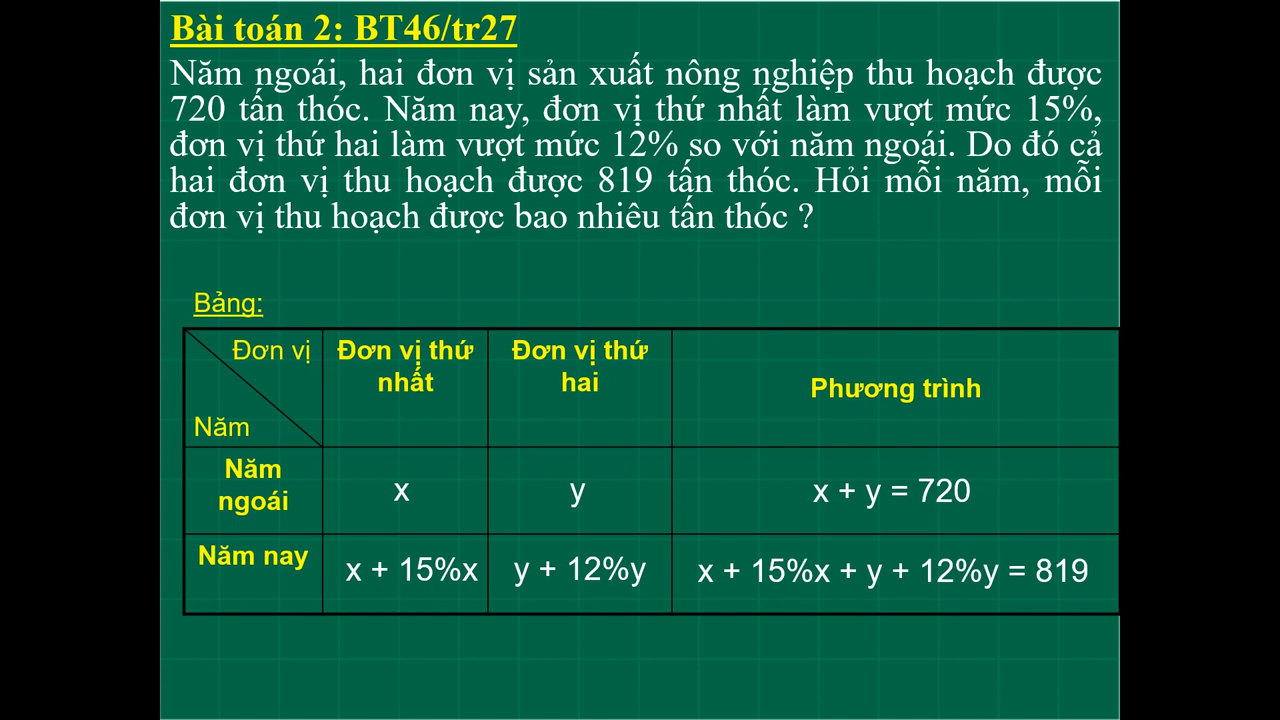 Bài toán 2: BT46/tr27
Năm ngoái, hai đơn vị sản xuất nông nghiệp thu hoạch được
720 tấn thóc. Năm nay, đơn vị thứ nhất làm vượt mức 15%,
đơn vị thứ hai làm vượt mức 12% so với năm ngoái. Do đó cả
hai đơn vị thu hoạch được 819 tấn thóc. Hỏi mỗi năm, mỗi
đơn vị thu hoạch được bao nhiêu tấn thóc ?
Bảng:
Đơn vị
Năm
Đơn vị thứ
nhất
Đơn vị thứ
hai
Phương trình
Năm
ngoái
x
y
x + y = 720
Năm nay
x + 15%x
y + 12%y
x + 15%x + y + 12%y = 819